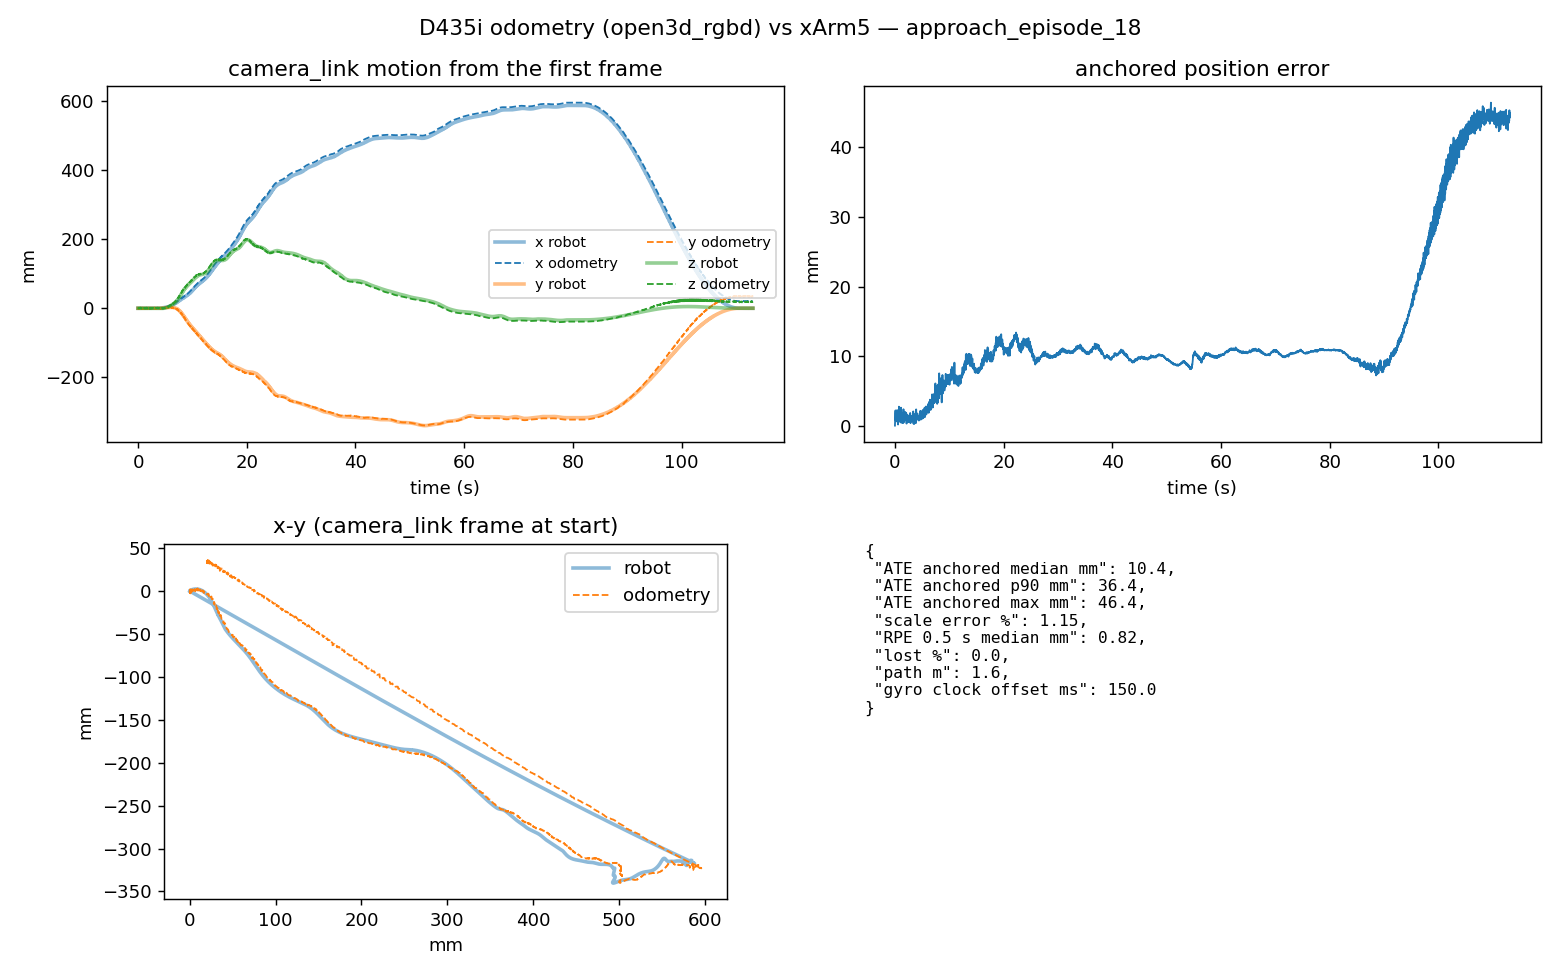 D435i odometry (open3d_rgbd) vs xArm5 — approach_episode_18
camera_link motion from the first frame
600
400
200
0
−200
mm
0 20 40 60 80 100
time (s)
x robot
x odometry
y robot
y odometry
z robot
z odometry
anchored position error
40
30
20
10
0
mm
0 20 40 60 80 100
time (s)
x-y (camera_link frame at start)
50
0
−50
−100
−150
−200
−250
−300
−350
mm
0 100 200 300 400 500 600
mm
robot
odometry
{
"ATE anchored median mm": 10.4,
"ATE anchored p90 mm": 36.4,
"ATE anchored max mm": 46.4,
"scale error %": 1.15,
"RPE 0.5 s median mm": 0.82,
"lost %": 0.0,
"path m": 1.6,
"gyro clock offset ms": 150.0
}